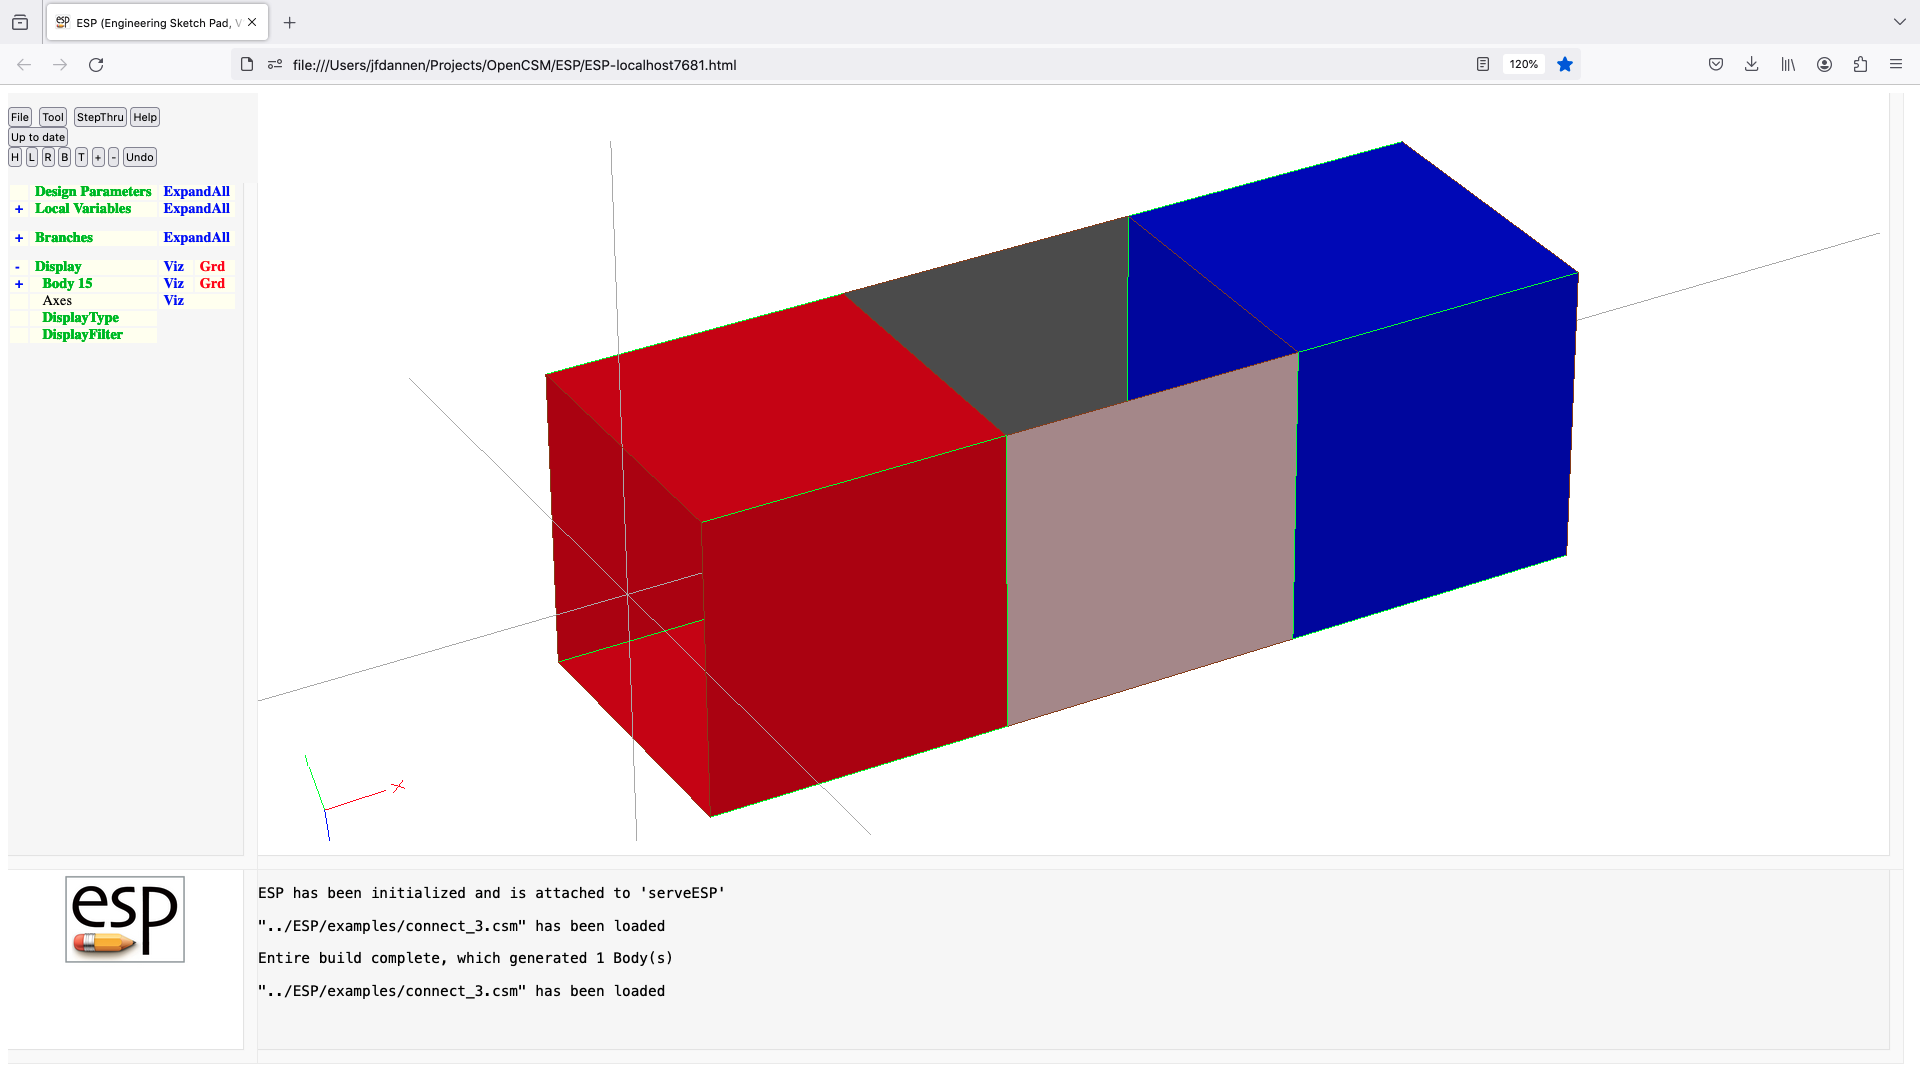 esp ESP (Engineering Sketch Pad, V
file:///Users/jfdannen/Projects/OpenCSM/ESP/ESP-localhost7681.html 120%
File Tool StepThru Help
Up to date
H L R B T + - Undo
Design Parameters ExpandAll
+ Local Variables ExpandAll
+ Branches ExpandAll
- Display Viz Grd
+ Body 15 Viz Grd
Axes Viz
DisplayType
DisplayFilter
X
esp
ESP has been initialized and is attached to 'serveESP'
"../ESP/examples/connect_3.csm" has been loaded
Entire build complete, which generated 1 Body(s)
"../ESP/examples/connect_3.csm" has been loaded